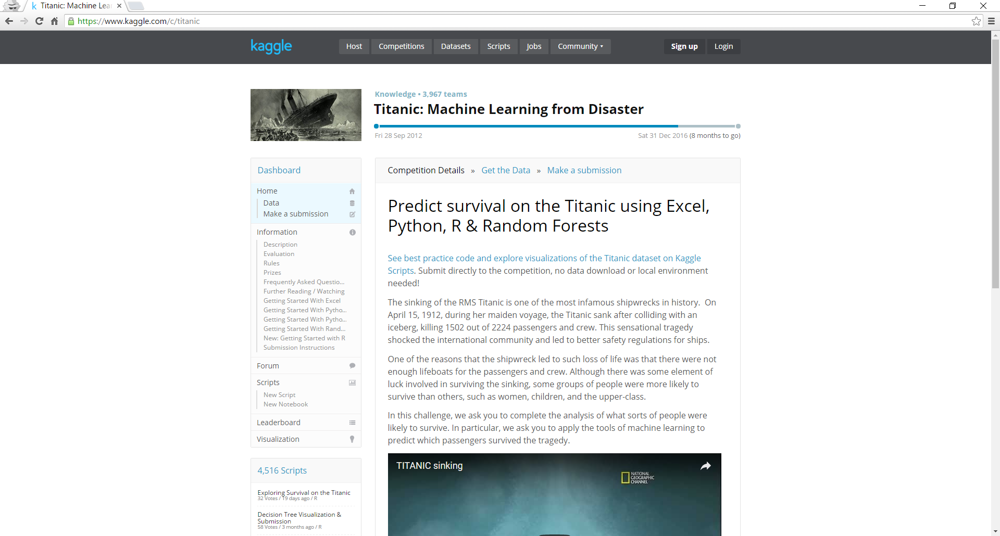 k Titanic: Machine Lear
https://www.kaggle.com/c/titanic
kaggle
Host Competitions Datasets Scripts Jobs Community Sign up Login
Knowledge • 3,967 teams
Titanic: Machine Learning from Disaster
Fri 28 Sep 2012 Sat 31 Dec 2016 (8 months to go)
Dashboard
Home
Data
Make a submission
Information
Description
Evaluation
Rules
Prizes
Frequently Asked Questio...
Further Reading / Watching
Getting Started With Excel
Getting Started With Pytho...
Getting Started With Pytho...
Getting Started With Rand...
New: Getting Started with R
Submission Instructions
Forum
Scripts
New Script
New Notebook
Leaderboard
Visualization
4,516 Scripts
Exploring Survival on the Titanic
32 Votes / 19 days ago / R
Decision Tree Visualization &
Submission
58 Votes / 3 months ago / R
Competition Details » Get the Data » Make a submission
Predict survival on the Titanic using Excel,
Python, R & Random Forests
See best practice code and explore visualizations of the Titanic dataset on Kaggle
Scripts. Submit directly to the competition, no data download or local environment
needed!
The sinking of the RMS Titanic is one of the most infamous shipwrecks in history.  On
April 15, 1912, during her maiden voyage, the Titanic sank after colliding with an
iceberg, killing 1502 out of 2224 passengers and crew. This sensational tragedy
shocked the international community and led to better safety regulations for ships.
One of the reasons that the shipwreck led to such loss of life was that there were not
enough lifeboats for the passengers and crew. Although there was some element of
luck involved in surviving the sinking, some groups of people were more likely to
survive than others, such as women, children, and the upper-class.
In this challenge, we ask you to complete the analysis of what sorts of people were
likely to survive. In particular, we ask you to apply the tools of machine learning to
predict which passengers survived the tragedy.
TITANIC sinking
NATIONAL
GEOGRAPHIC
CHANNEL